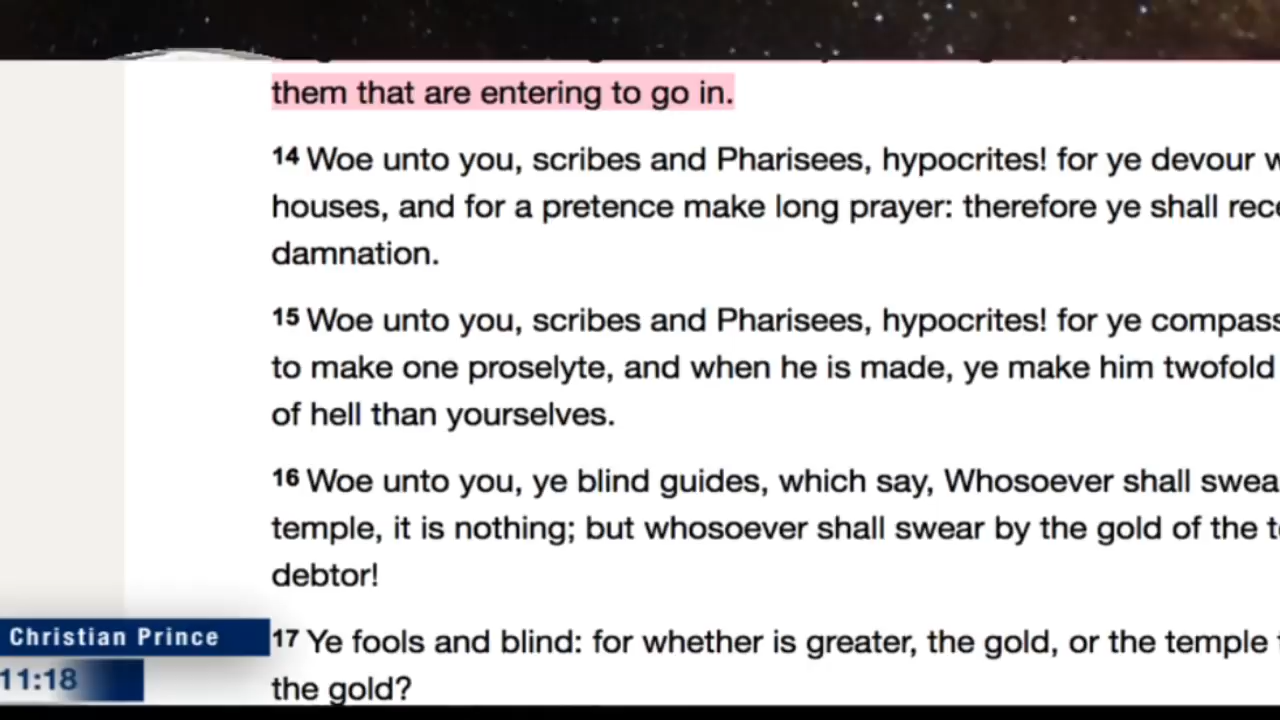 them that are entering to go in.
14 Woe unto you, scribes and Pharisees, hypocrites! for ye devour
houses, and for a pretence make long prayer: therefore ye shall
damnation.
15 Woe unto you, scribes and Pharisees, hypocrites! for ye compass
to make one proselyte, and when he is made, ye make him twofold
of hell than yourselves.
16 Woe unto you, ye blind guides, which say, Whosoever shall
temple, it is nothing; but whosoever shall swear by the gold of the
debtor!
17 Ye fools and blind: for whether is greater, the gold, or the temple
the gold?
Christian Prince
11:18